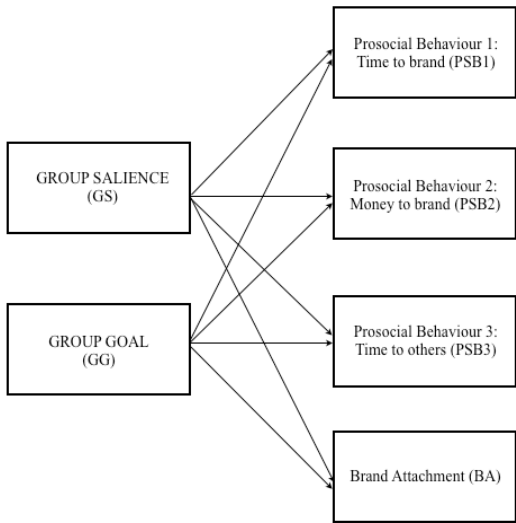 GROUP SALIENCE
(GS)
GROUP GOAL
(GG)
Prosocial Behaviour 1:
Time to brand (PSB1)
Prosocial Behaviour 2:
Money to brand (PSB2)
Prosocial Behaviour 3:
Time to others (PSB3)
Brand Attachment (BA)